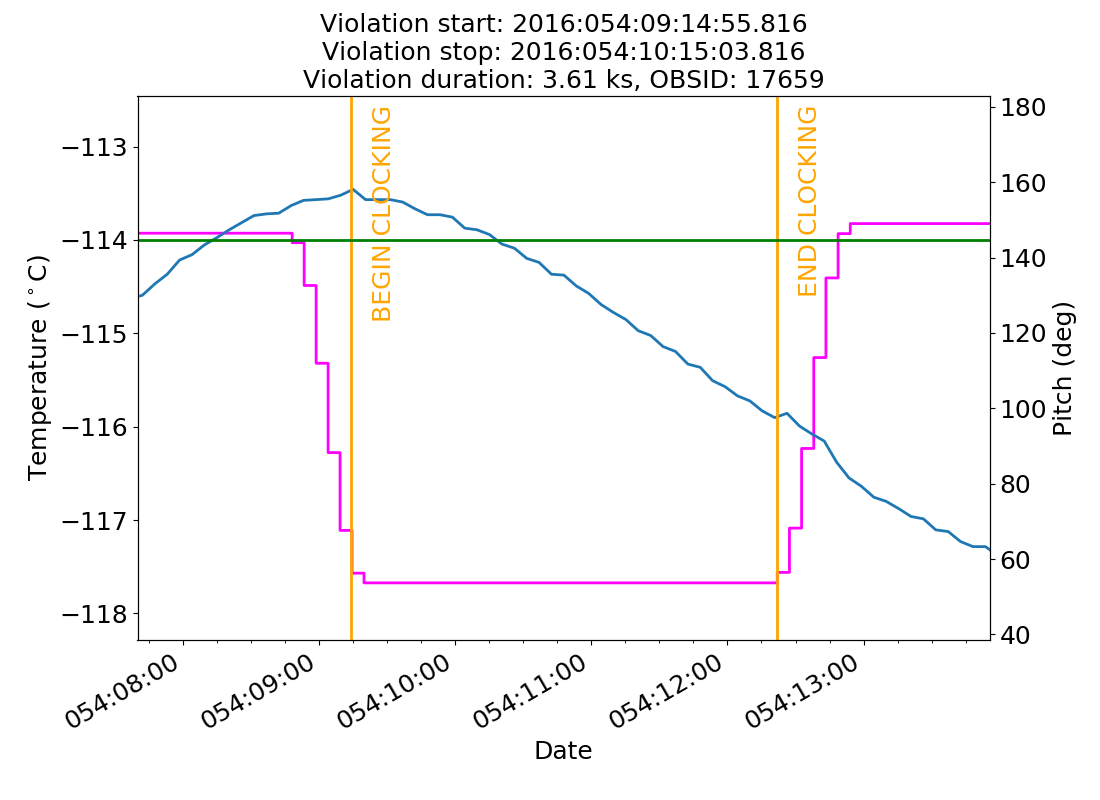 Violation start: 2016:054:09:14:55.816
Violation stop: 2016:054:10:15:03.816
Violation duration: 3.61 ks, OBSID: 17659
BEGIN CLOCKING
END CLOCKING
Temperature (°C)
−113
−114
−115
−116
−117
−118
180
160
140
120
100
80
60
40
Pitch (deg)
054:08:00
054:09:00
054:10:00
054:11:00
054:12:00
054:13:00
Date